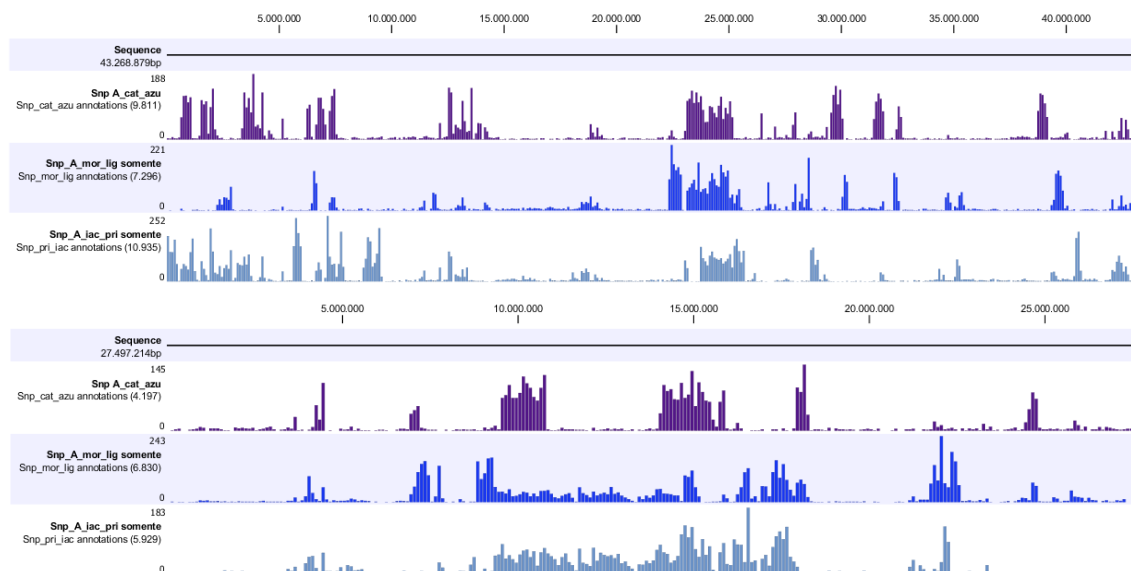 5.000.000 10.000.000 15.000.000 20.000.000 25.000.000 30.000.000 35.000.000 40.000.000
Sequence
43.268.879bp
188
Snp A_cat_azu
Snp_cat_azu annotations (9.811)
0
221
Snp_A_mor_lig somente
Snp_mor_lig annotations (7.296)
0
252
Snp_A_iac_pri somente
Snp_pri_iac annotations (10.935)
0
5.000.000 10.000.000 15.000.000 20.000.000 25.000.000
Sequence
27.497.214bp
145
Snp A_cat_azu
Snp_cat_azu annotations (4.197)
0
243
Snp_A_mor_lig somente
Snp_mor_lig annotations (6.830)
0
183
Snp_A_iac_pri somente
Snp_pri_iac annotations (5.929)
0